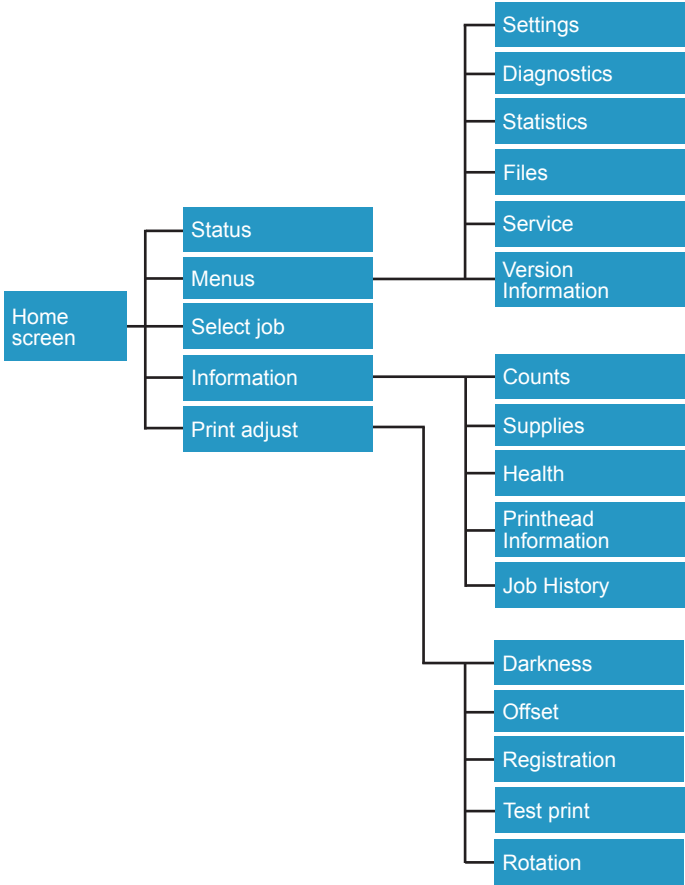 Home
screen
Status
Menus
Select job
Information
Print adjust
Settings
Diagnostics
Statistics
Files
Service
Version
Information
Counts
Supplies
Health
Printhead
Information
Job History
Darkness
Offset
Registration
Test print
Rotation